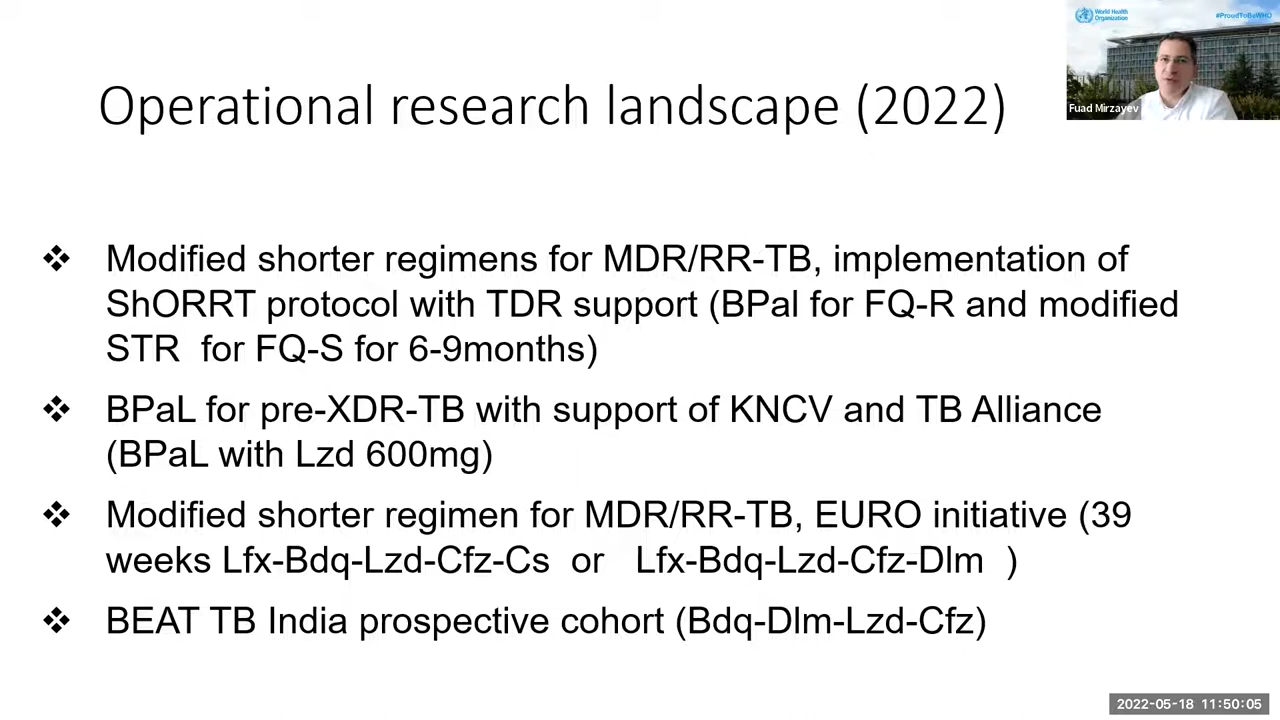 World Health
Organization
#ProudToBeWHO
Fuad Mirzayev
Operational research landscape (2022)
❖ Modified shorter regimens for MDR/RR-TB, implementation of
ShORRT protocol with TDR support (BPal for FQ-R and modified
STR for FQ-S for 6-9months)
❖ BPaL for pre-XDR-TB with support of KNCV and TB Alliance
(BPaL with Lzd 600mg)
❖ Modified shorter regimen for MDR/RR-TB, EURO initiative (39
weeks Lfx-Bdq-Lzd-Cfz-Cs or Lfx-Bdq-Lzd-Cfz-Dlm )
❖ BEAT TB India prospective cohort (Bdq-Dlm-Lzd-Cfz)
2022-05-18 11:50:05